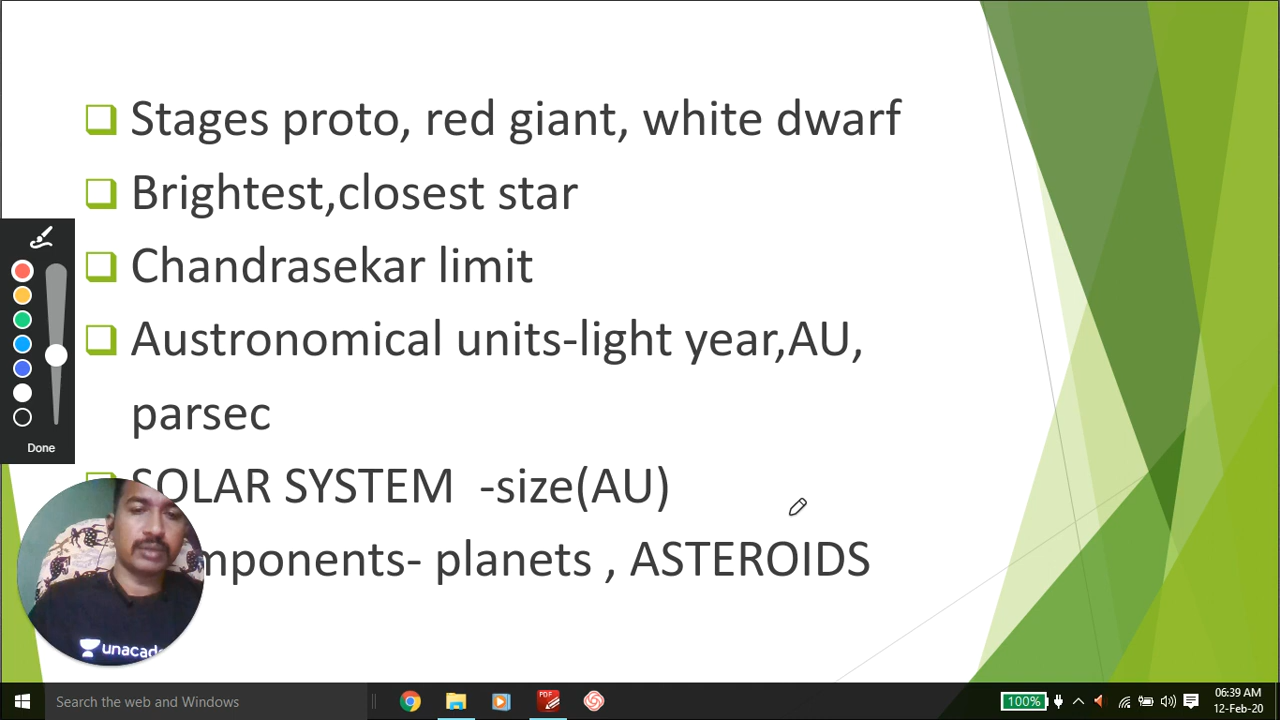 Stages proto, red giant, white dwarf
Brightest,closest star
Chandrasekar limit
Austronomical units-light year,AU,
parsec
SOLAR SYSTEM -size(AU)
mponents- planets , ASTEROIDS
Done
unacad
Search the web and Windows
PDF
100%
06:39 AM
12-Feb-20